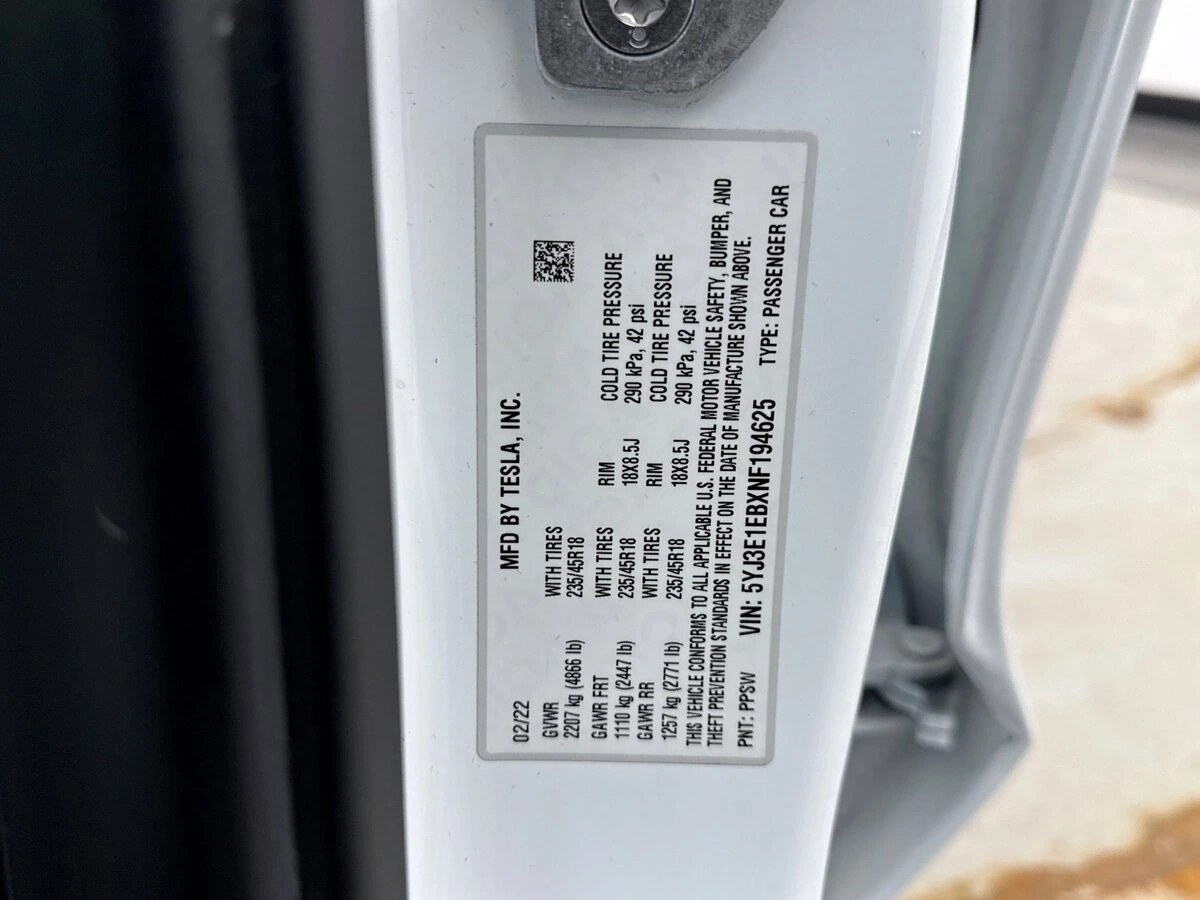 MFD BY TESLA, INC.
02/22
GVWR WITH TIRES
2207 kg (4866 lb) 235/45R18
GAWR FRT WITH TIRES RIM COLD TIRE PRESSURE
1110 kg (2447 lb) 235/45R18 18X8.5J 290 kPa, 42 psi
GAWR RR WITH TIRES RIM COLD TIRE PRESSURE
1257 kg (2771 lb) 235/45R18 18X8.5J 290 kPa, 42 psi
THIS VEHICLE CONFORMS TO ALL APPLICABLE U.S. FEDERAL MOTOR VEHICLE SAFETY, BUMPER, AND
THEFT PREVENTION STANDARDS IN EFFECT ON THE DATE OF MANUFACTURE SHOWN ABOVE.
PNT: PPSW VIN: 5YJ3E1EBXNF194625 TYPE: PASSENGER CAR